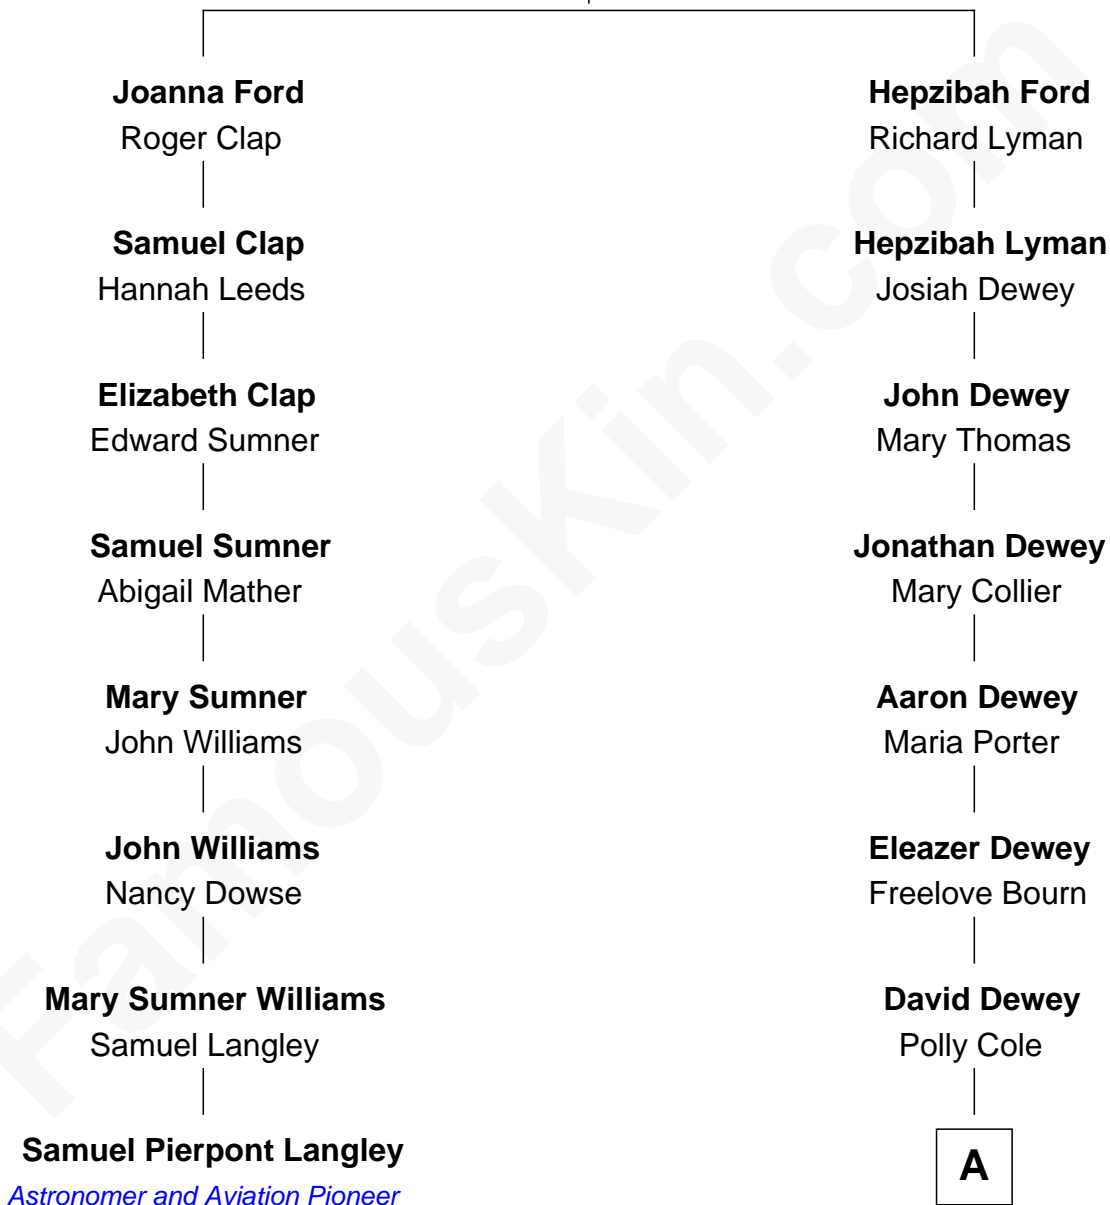 Joanna Ford
Roger Clap
Samuel Clap
Hannah Leeds
Elizabeth Clap
Edward Sumner
Samuel Sumner
Abigail Mather
Mary Sumner
John Williams
John Williams
Nancy Dowse
Mary Sumner Williams
Samuel Langley
Samuel Pierpont Langley
Astronomer and Aviation Pioneer
Hepzibah Ford
Richard Lyman
Hepzibah Lyman
Josiah Dewey
John Dewey
Mary Thomas
Jonathan Dewey
Mary Collier
Aaron Dewey
Maria Porter
Eleazer Dewey
Freelove Bourn
David Dewey
Polly Cole
A
FamousKin.com